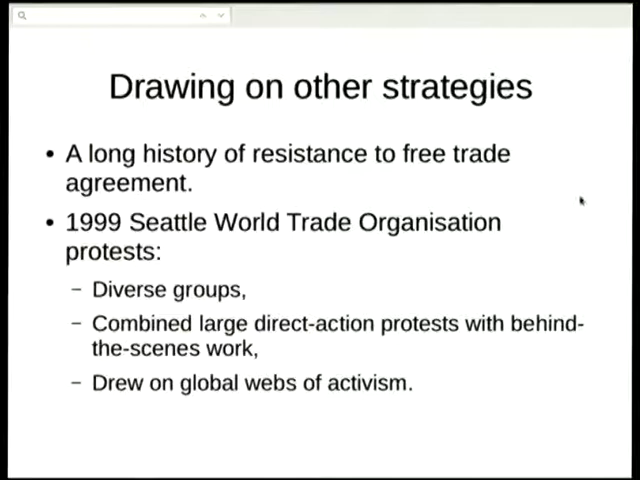 Drawing on other strategies
• A long history of resistance to free trade
agreement.
• 1999 Seattle World Trade Organisation
protests:
– Diverse groups,
– Combined large direct-action protests with behind-
the-scenes work,
– Drew on global webs of activism.